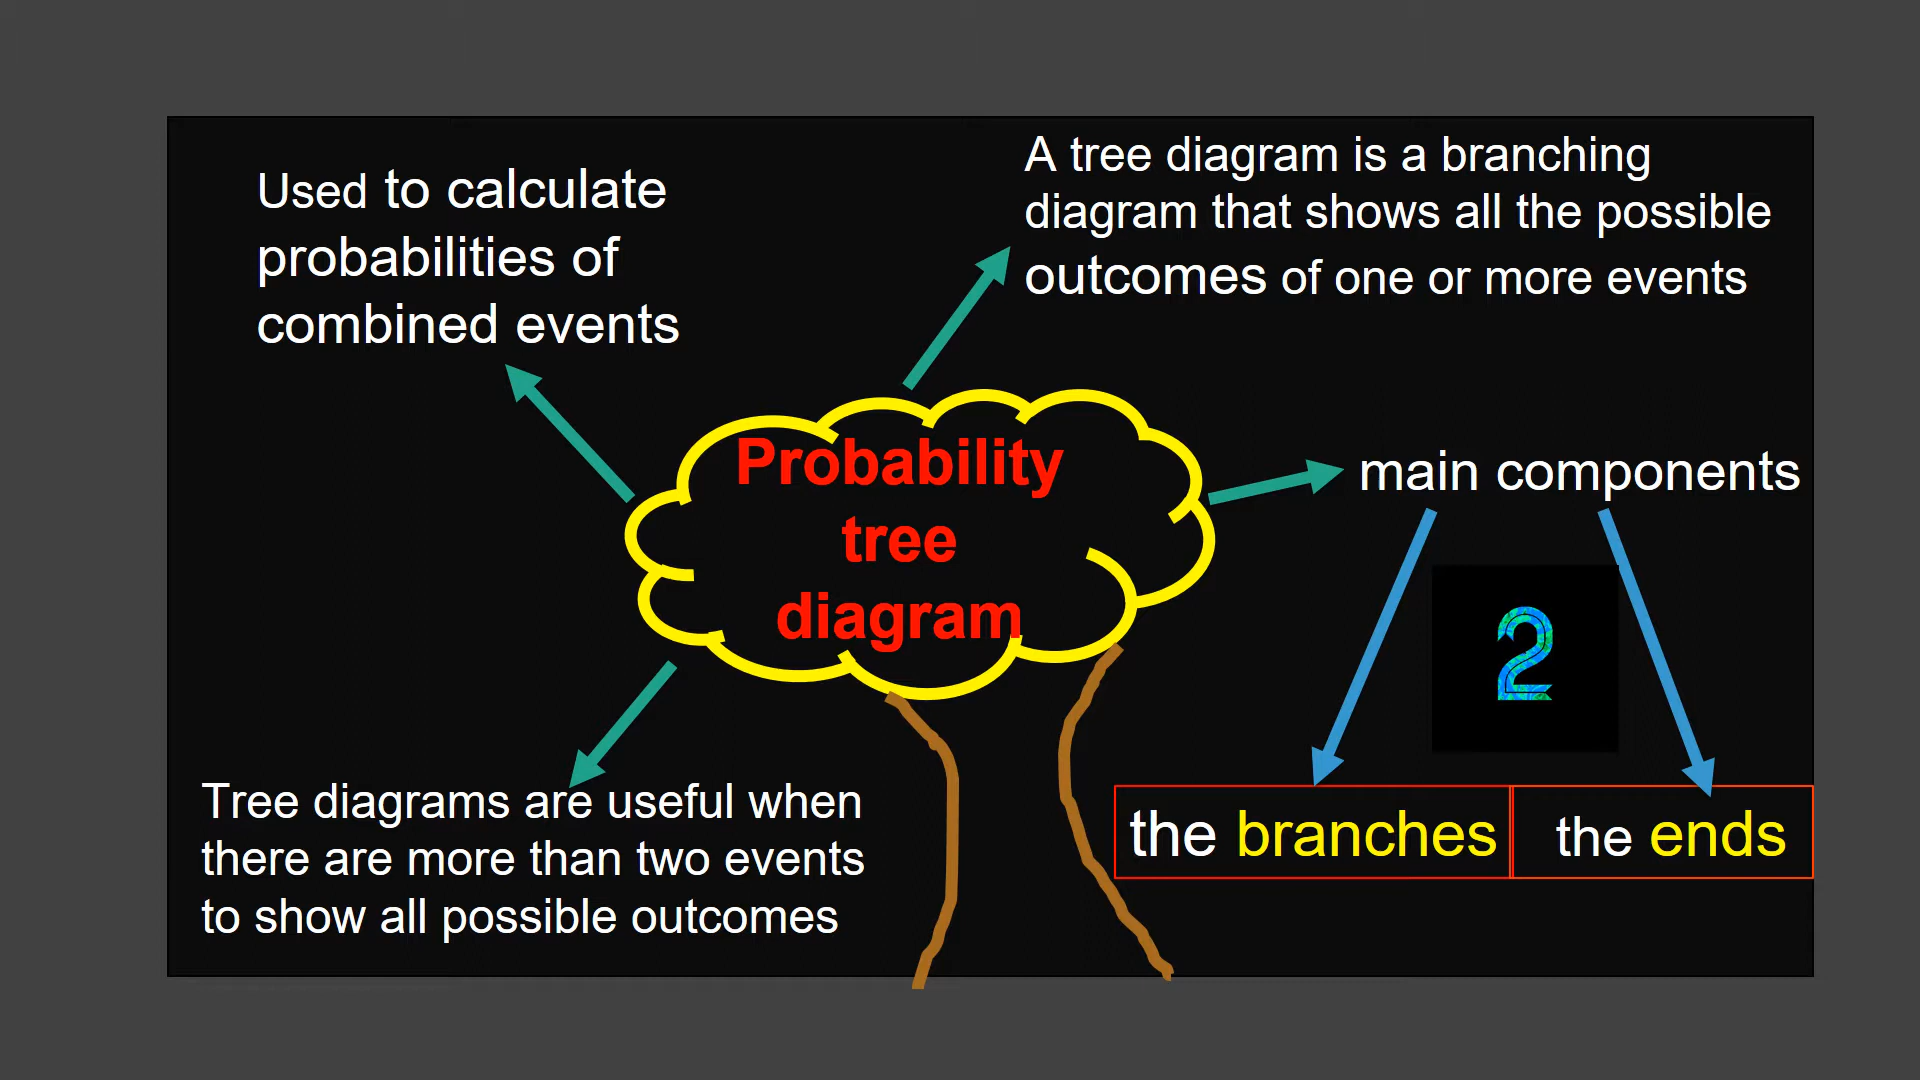 Used to calculate
probabilities of
combined events
A tree diagram is a branching
diagram that shows all the possible
outcomes of one or more events
Probability
tree
diagram
main components
2
the branches
the ends
Tree diagrams are useful when
there are more than two events
to show all possible outcomes